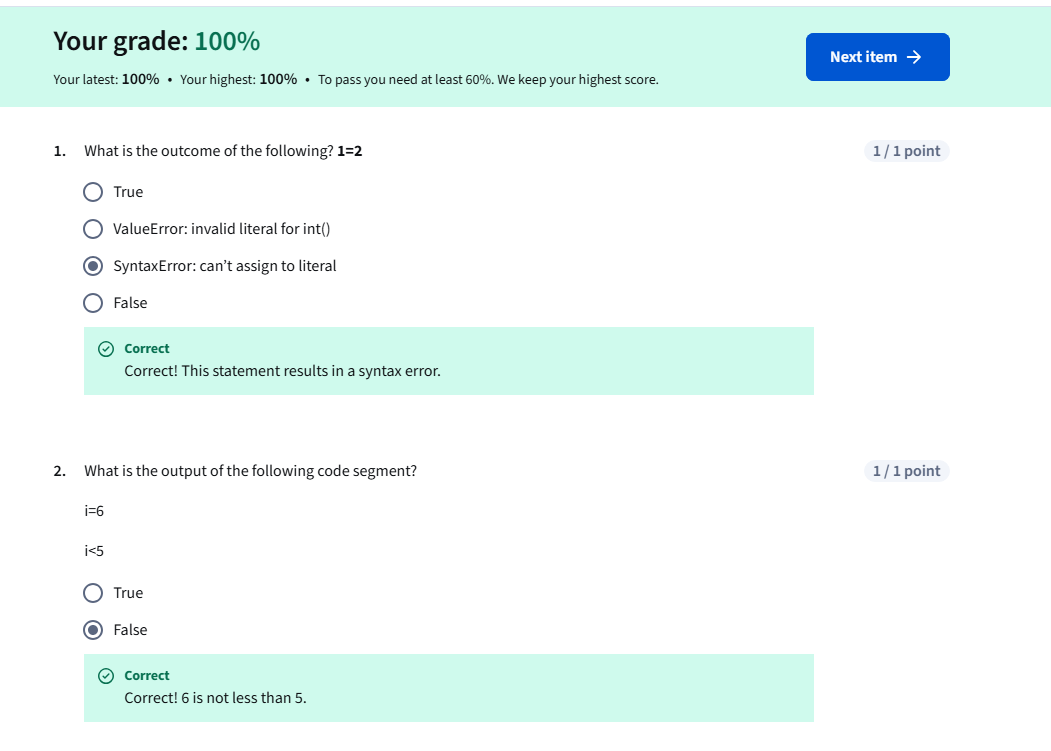 Your grade: 100%
Next item →
Your latest: 100% • Your highest: 100% • To pass you need at least 60%. We keep your highest score.
1. What is the outcome of the following? 1=2
1 / 1 point
True
ValueError: invalid literal for int()
SyntaxError: can’t assign to literal
False
Correct
Correct! This statement results in a syntax error.
2. What is the output of the following code segment?
1 / 1 point
i=6
i<5
True
False
Correct
Correct! 6 is not less than 5.